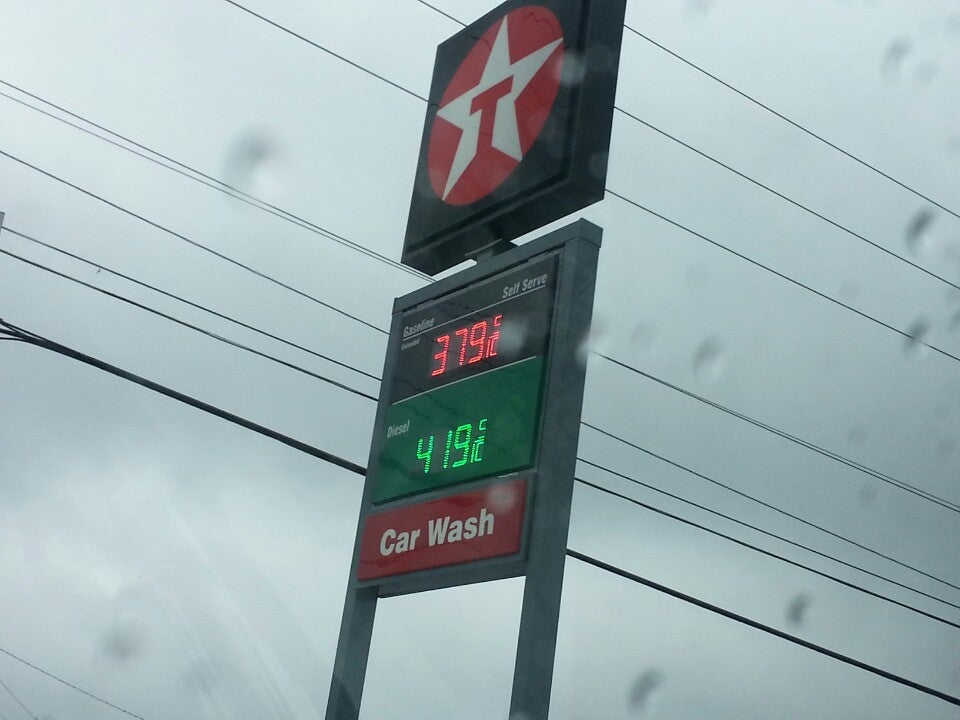 T
Self Serve
Gasoline
Unleaded
379
Diesel
419
Car Wash